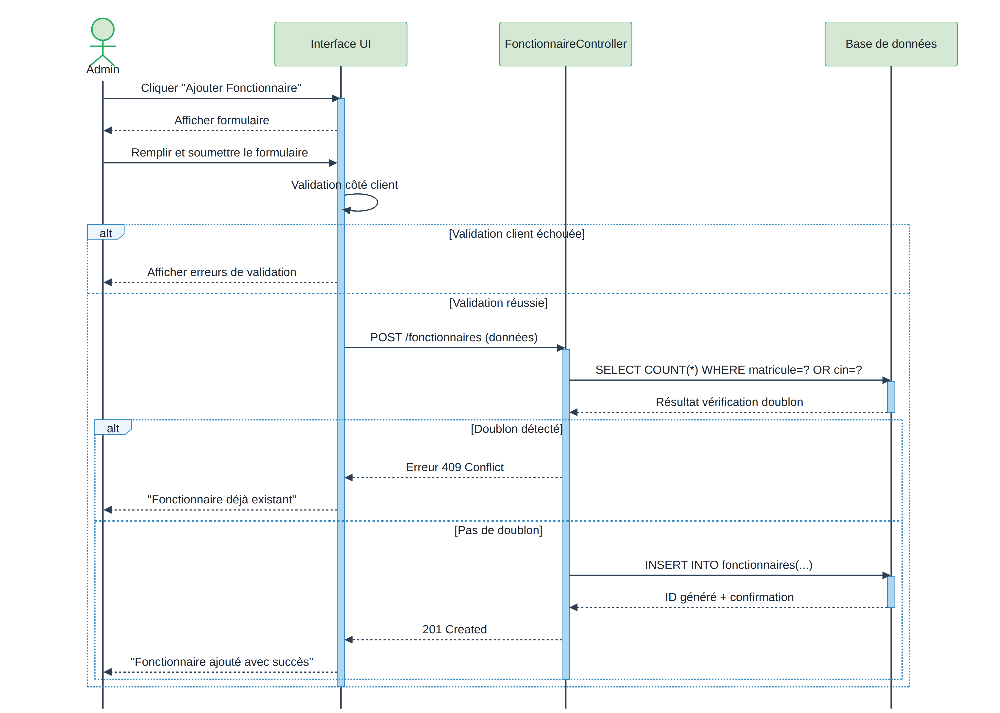 Admin
Interface UI
FonctionnaireController
Base de données
Cliquer "Ajouter Fonctionnaire"
Afficher formulaire
Remplir et soumettre le formulaire
Validation côté client
alt
[Validation client échouée]
Afficher erreurs de validation
[Validation réussie]
POST /fonctionnaires (données)
SELECT COUNT(*) WHERE matricule=? OR cin=?
Résultat vérification doublon
alt
[Doublon détecté]
Erreur 409 Conflict
"Fonctionnaire déjà existant"
[Pas de doublon]
INSERT INTO fonctionnaires(...)
ID généré + confirmation
201 Created
"Fonctionnaire ajouté avec succès"